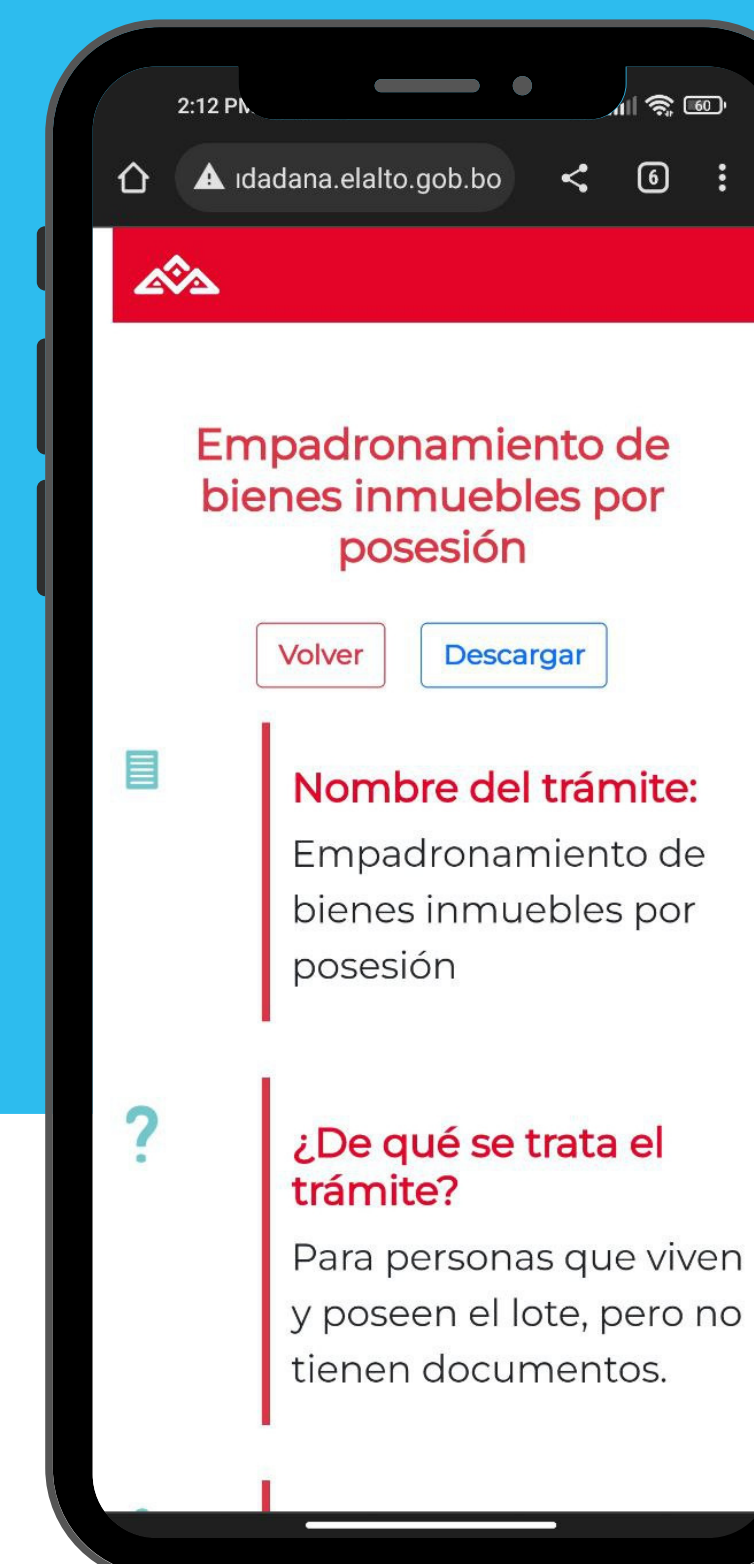 2:12 PM
60
ıdadana.elalto.gob.bo
6
Empadronamiento de
bienes inmuebles por
posesión
Volver
Descargar
Nombre del trámite:
Empadronamiento de
bienes inmuebles por
posesión
¿De qué se trata el
trámite?
Para personas que viven
y poseen el lote, pero no
tienen documentos.